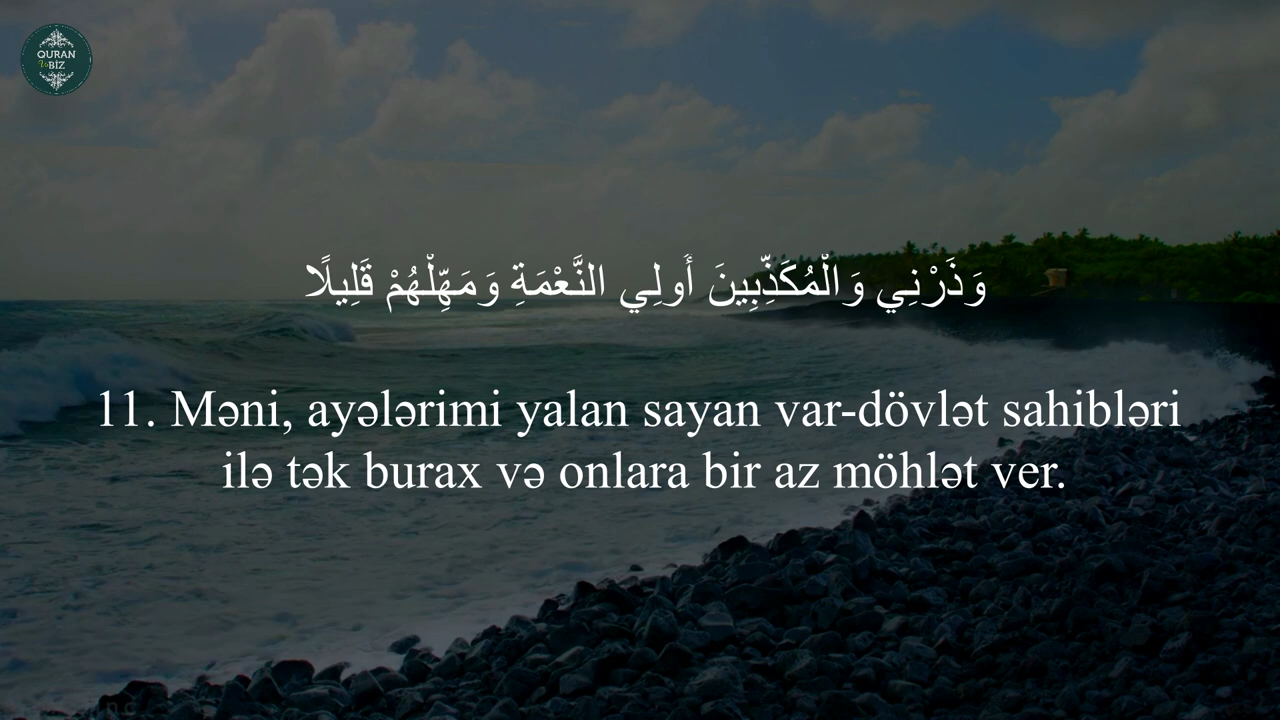 QURAN
Və BİZ
وَذَرْنِي وَالْمُكَذِّبِينَ أُولِي النَّعْمَةِ وَمَهِّلْهُمْ قَلِيلًا
11. Məni, ayələrimi yalan sayan var-dövlət sahibləri
ilə tək burax və onlara bir az möhlət ver.